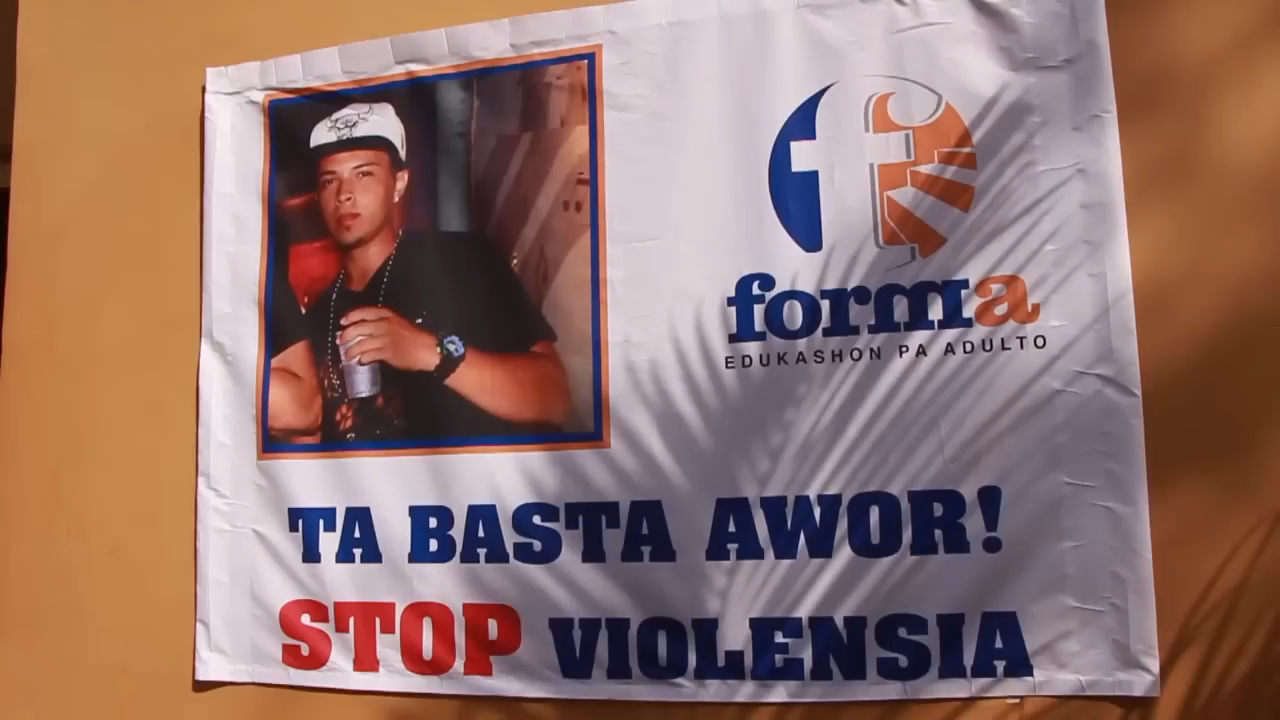 f
forma
EDUKASHON PA ADULTO
TA BASTA AWOR!
STOP VIOLENSIA